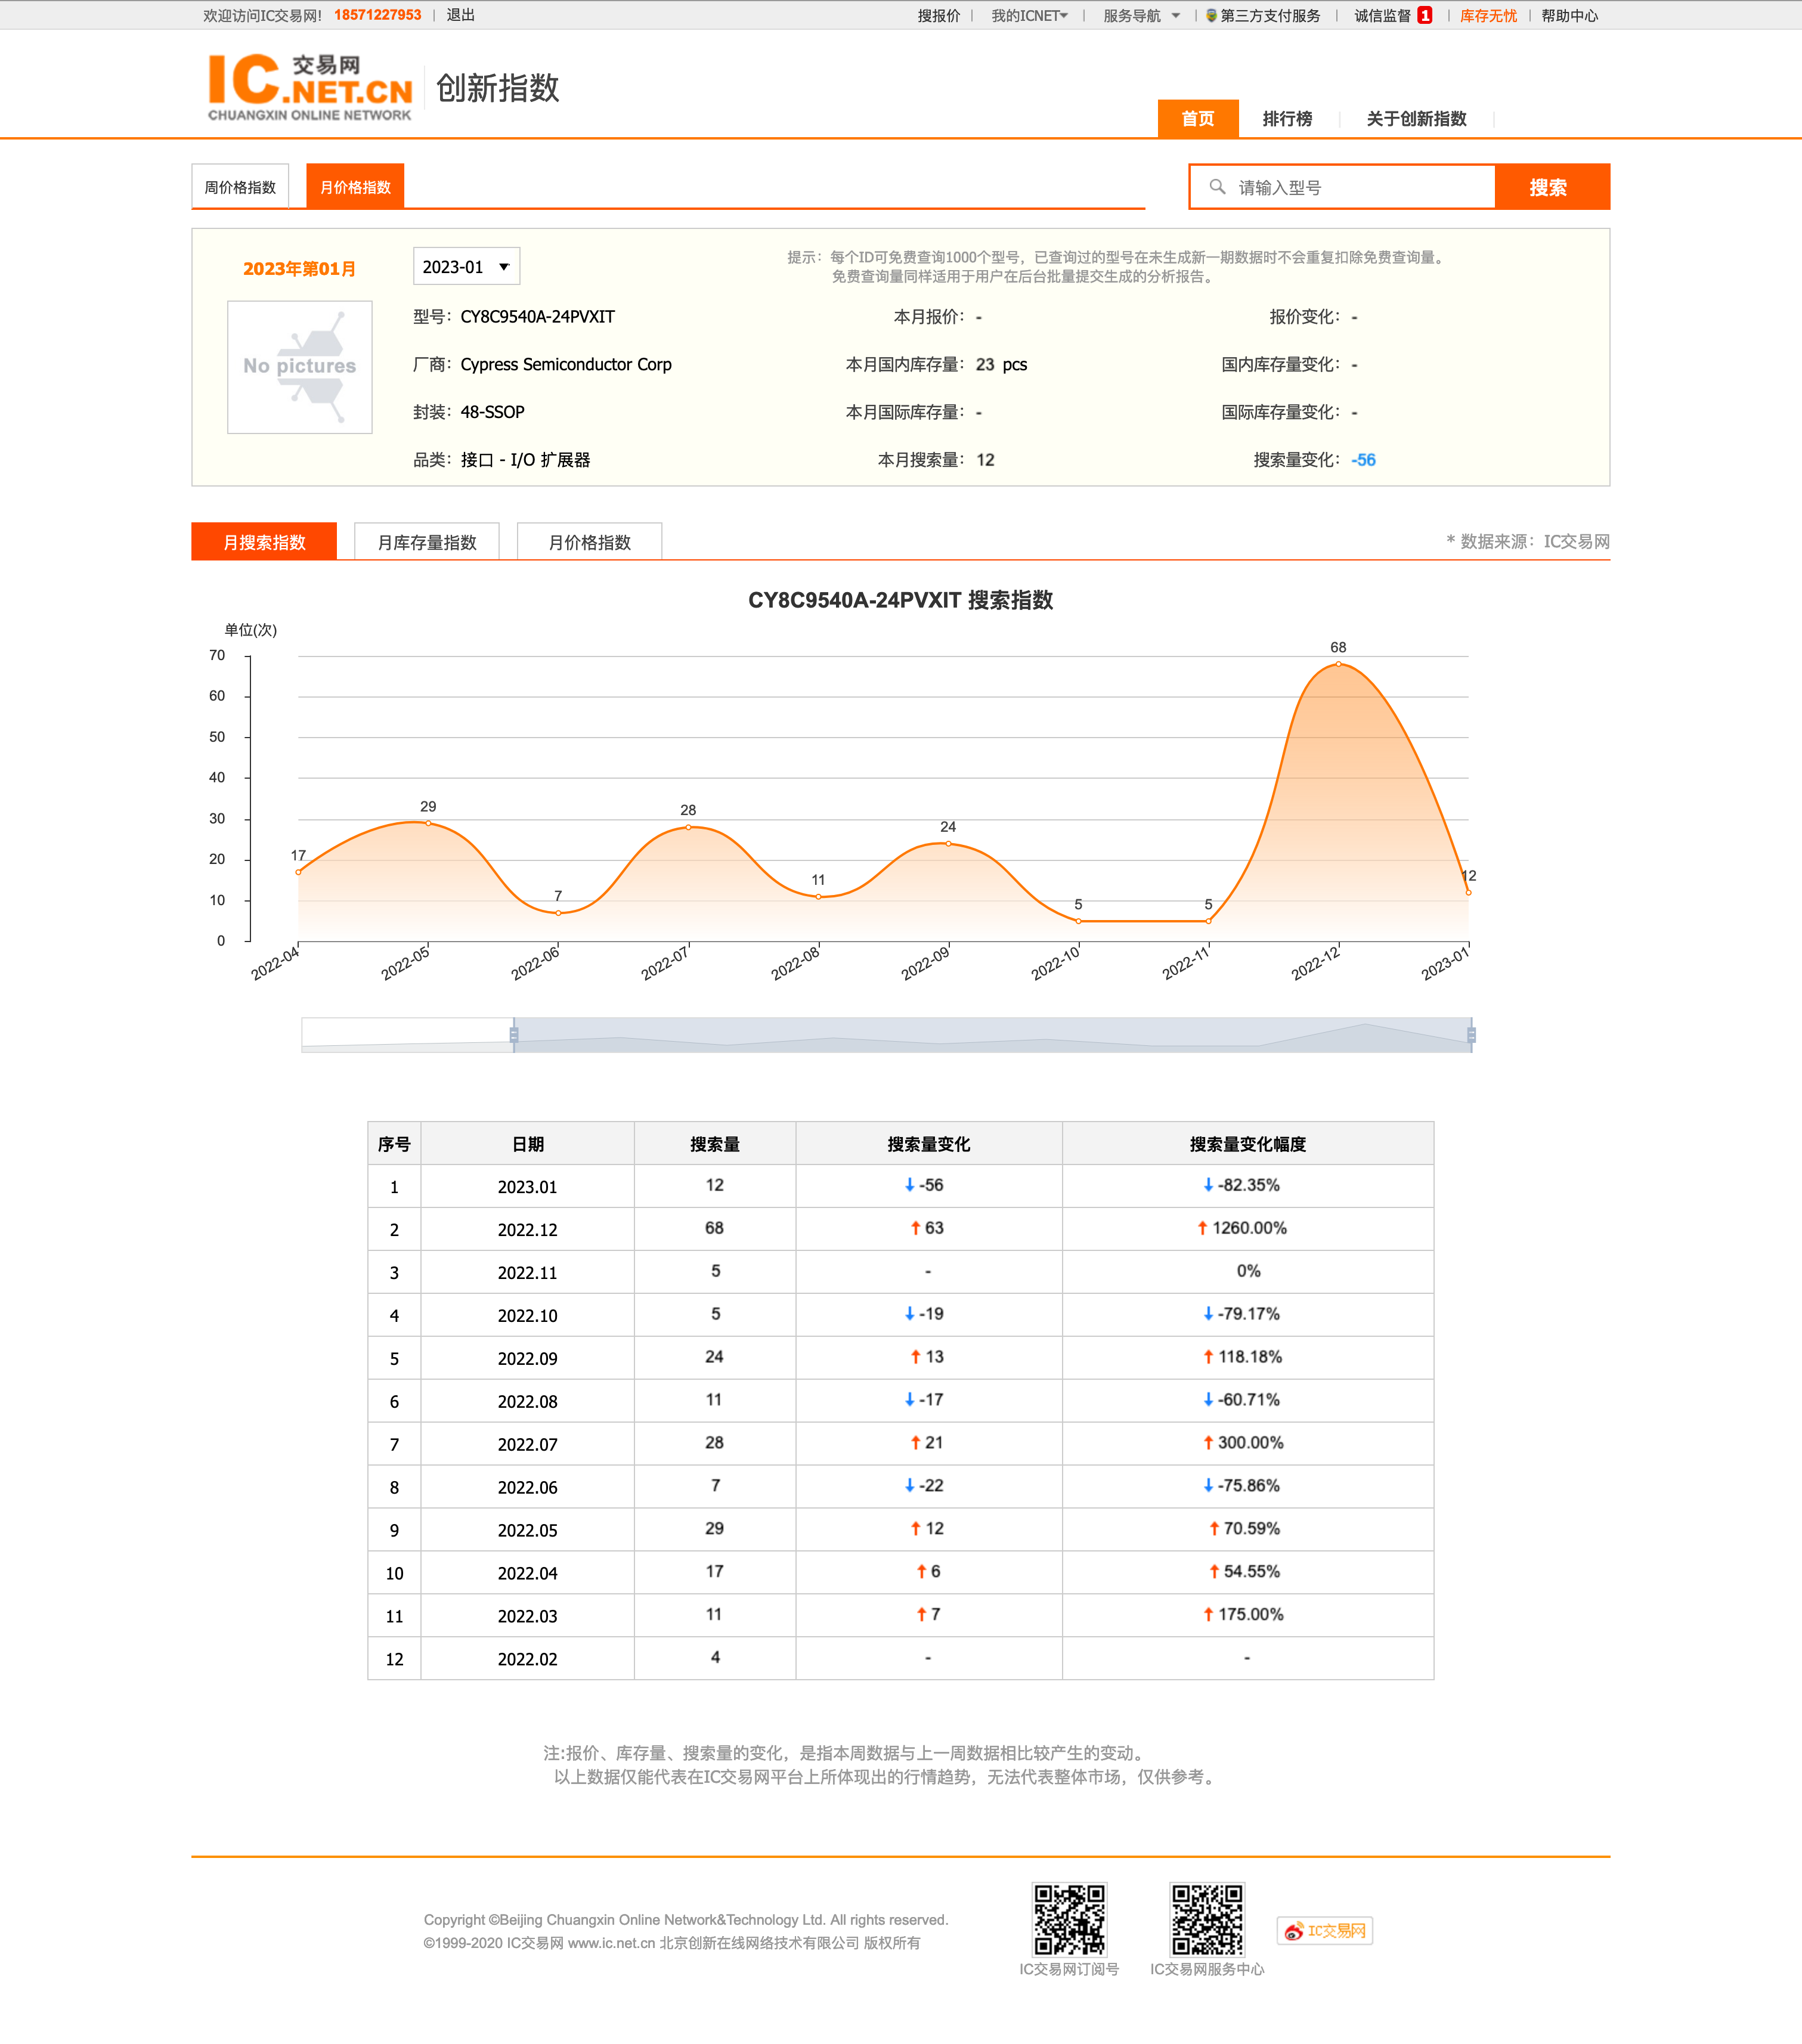 欢迎访问IC交易网! 18571227953 | 退出 搜报价 | 我的ICNET | 服务导航 | 第三方支付服务 | 诚信监督 1 | 库存无忧 | 帮助中心
IC交易网.NET.CN
CHUANGXIN ONLINE NETWORK
创新指数
首页 排行榜 关于创新指数
周价格指数 月价格指数 请输入型号 搜索
2023年第01月 2023-01 提示：每个ID可免费查询1000个型号，已查询过的型号在未生成新一期数据时不会重复扣除免费查询量。
免费查询量同样适用于用户在后台批量提交生成的分析报告。
No pictures
型号：CY8C9540A-24PVXIT 本月报价：- 报价变化：-
厂商：Cypress Semiconductor Corp 本月国内库存量：23 pcs 国内库存量变化：-
封装：48-SSOP 本月国际库存量：- 国际库存量变化：-
品类：接口 - I/O 扩展器 本月搜索量：12 搜索量变化：-56
月搜索指数 月库存量指数 月价格指数 * 数据来源：IC交易网
CY8C9540A-24PVXIT 搜索指数
单位(次)
70
60
50
40
30
20
10
0
17 29 7 28 11 24 5 5 68 12
2022-04 2022-05 2022-06 2022-07 2022-08 2022-09 2022-10 2022-11 2022-12 2023-01
序号 日期 搜索量 搜索量变化 搜索量变化幅度
1 2023.01 12 ↓-56 ↓-82.35%
2 2022.12 68 ↑63 ↑1260.00%
3 2022.11 5 - 0%
4 2022.10 5 ↓-19 ↓-79.17%
5 2022.09 24 ↑13 ↑118.18%
6 2022.08 11 ↓-17 ↓-60.71%
7 2022.07 28 ↑21 ↑300.00%
8 2022.06 7 ↓-22 ↓-75.86%
9 2022.05 29 ↑12 ↑70.59%
10 2022.04 17 ↑6 ↑54.55%
11 2022.03 11 ↑7 ↑175.00%
12 2022.02 4 - -
注:报价、库存量、搜索量的变化，是指本周数据与上一周数据相比较产生的变动。
以上数据仅能代表在IC交易网平台上所体现出的行情趋势，无法代表整体市场，仅供参考。
Copyright ©Beijing Chuangxin Online Network&Technology Ltd. All rights reserved.
©1999-2020 IC交易网 www.ic.net.cn 北京创新在线网络技术有限公司 版权所有
IC交易网订阅号 IC交易网服务中心 IC交易网